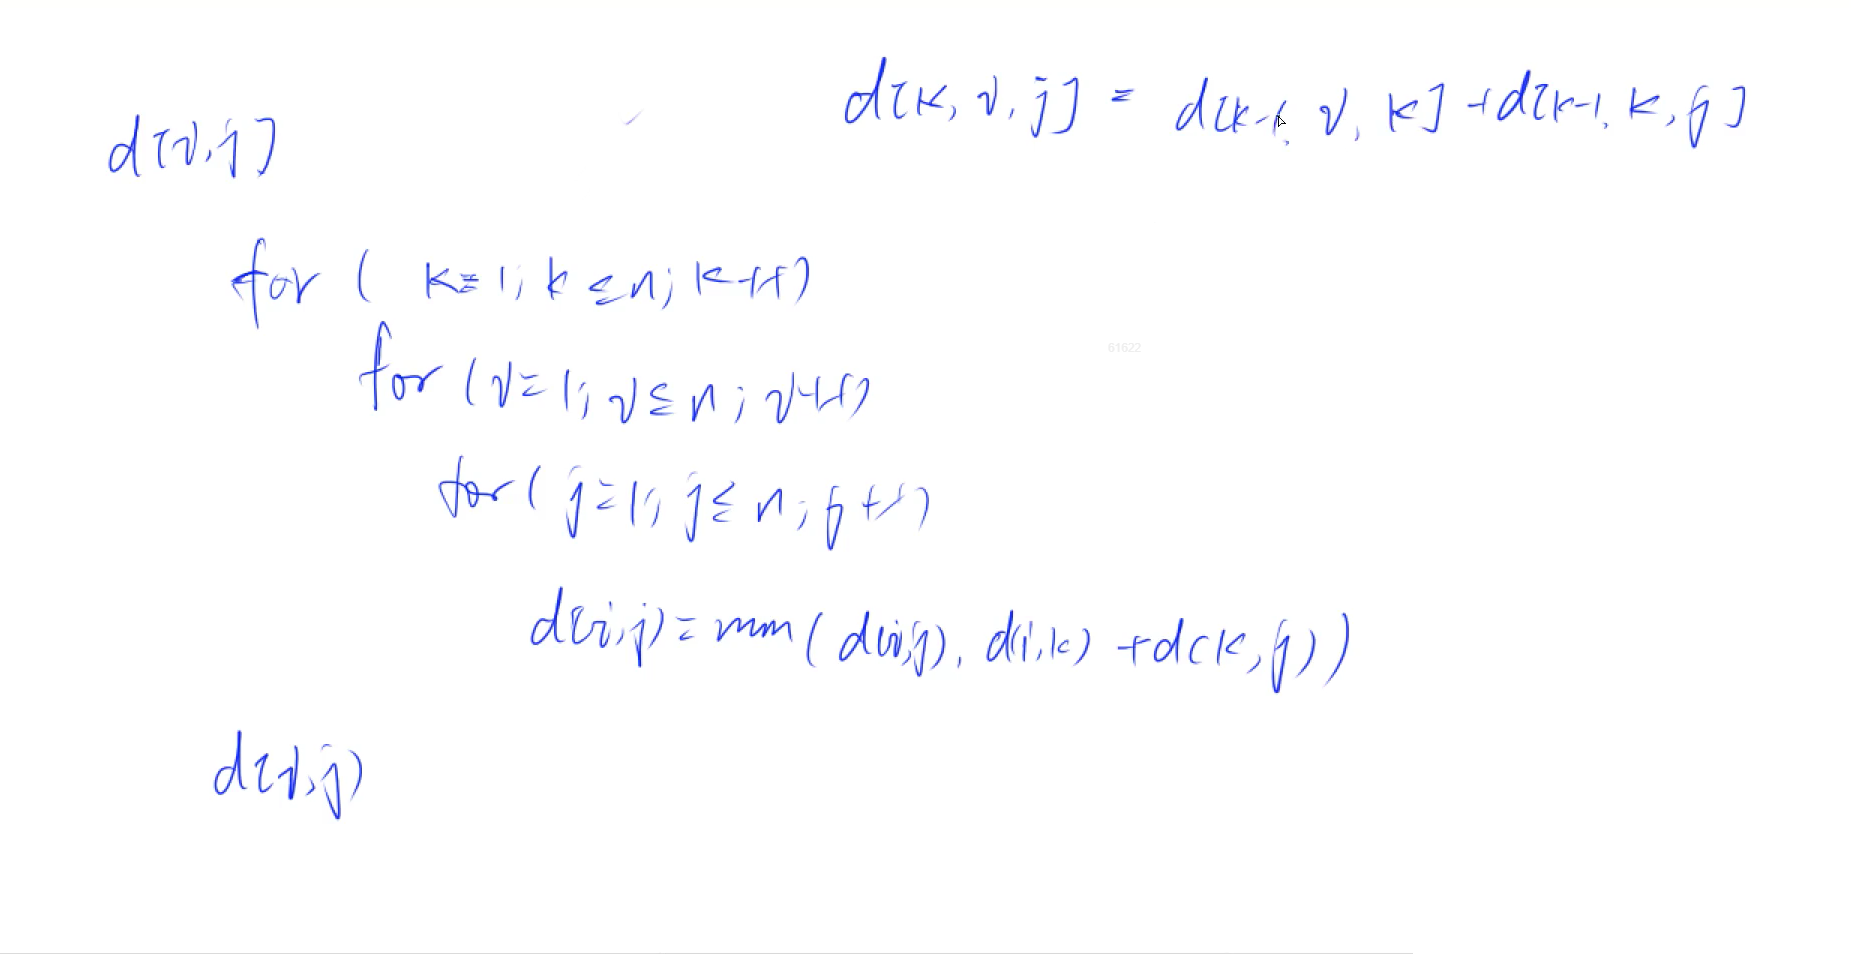 d[k, i, j] = d[k-1, i, k] + d[k-1, k, j]
d[i, j]
for ( k=1; k≤n; k++)
61622
for (i=1; i≤n; i++)
for( j=1; j≤n; j++)
d(i,j)=min(d(i,j), d(i,k) +d(k,j))
d[i,j)